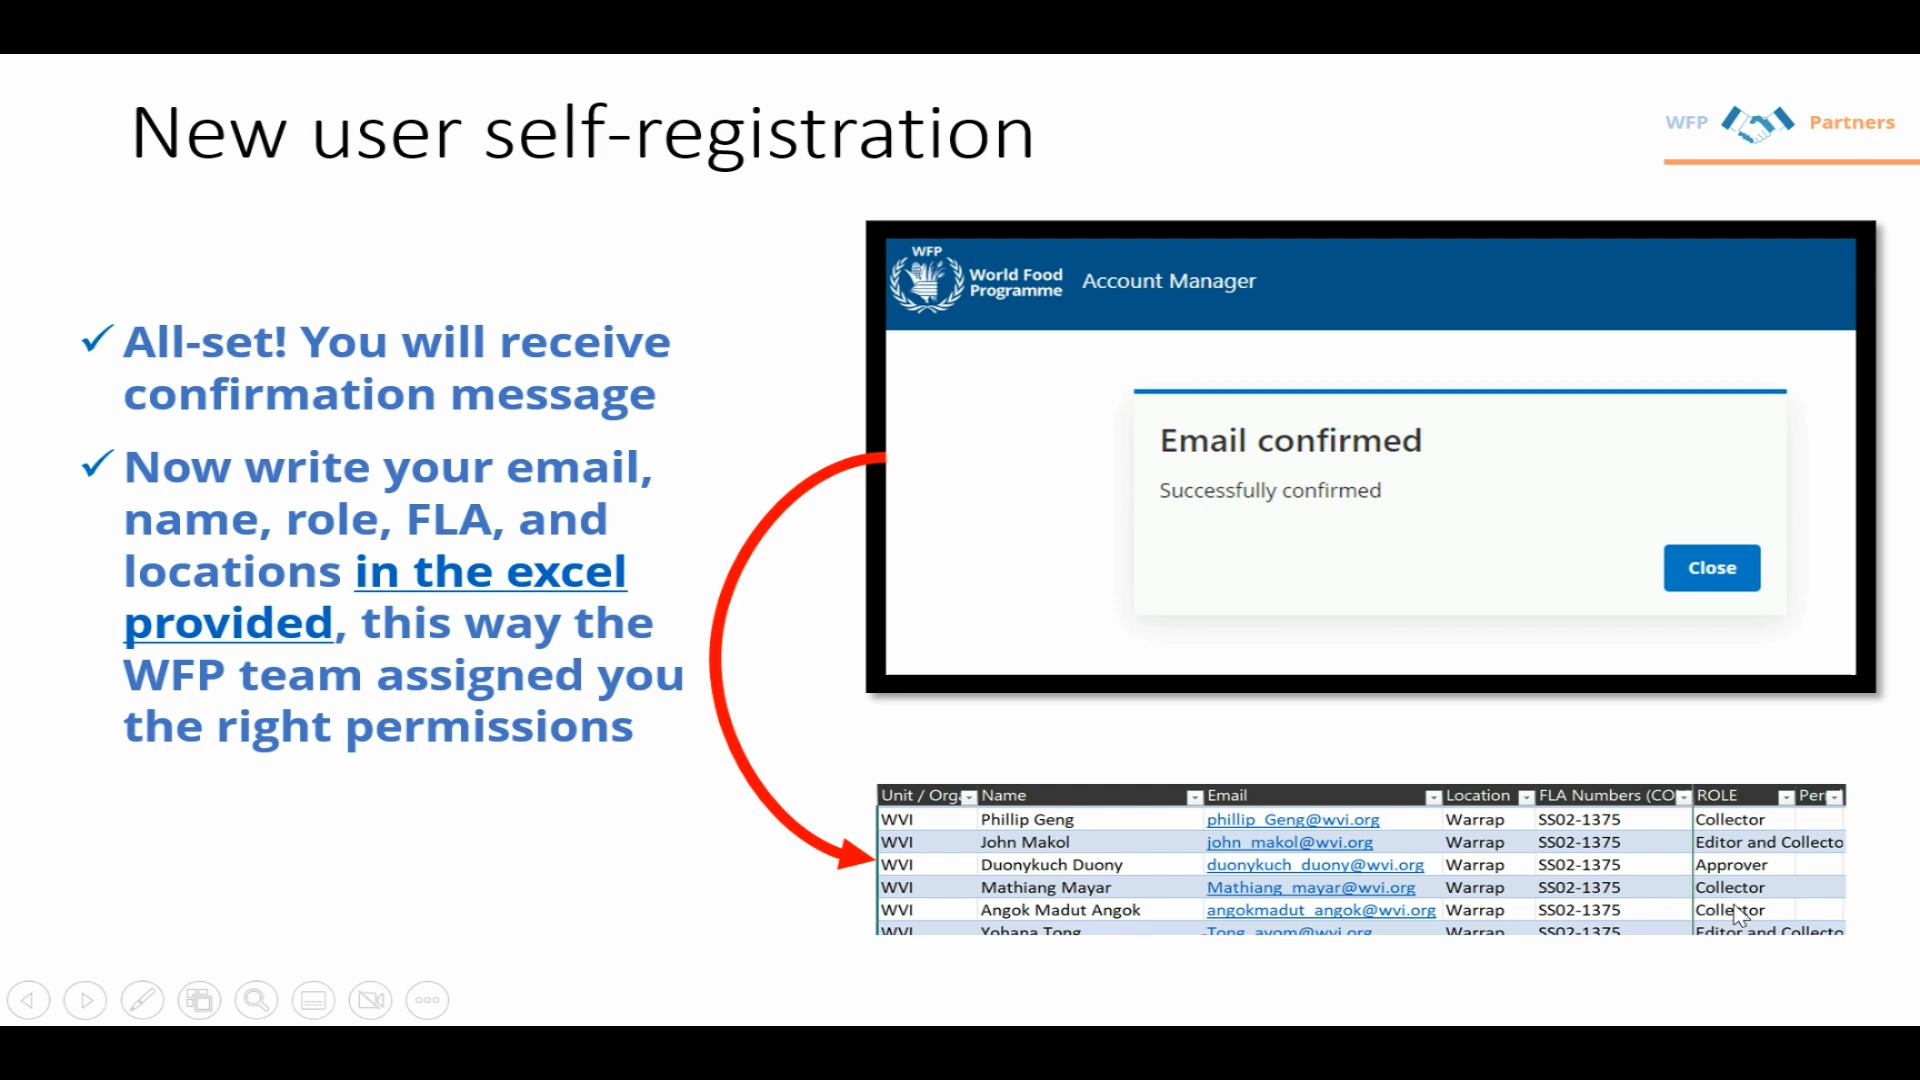 New user self-registration
WFP Partners
All-set! You will receive
confirmation message
Now write your email,
name, role, FLA, and
locations in the excel
provided, this way the
WFP team assigned you
the right permissions
WFP
World Food
Programme
Account Manager
Email confirmed
Successfully confirmed
Close
Unit / Orga Name Email Location FLA Numbers (CO ROLE Per
WVI Phillip Geng phillip_Geng@wvi.org Warrap SS02-1375 Collector
WVI John Makol john_makol@wvi.org Warrap SS02-1375 Editor and Collecto
WVI Duonykuch Duony duonykuch_duony@wvi.org Warrap SS02-1375 Approver
WVI Mathiang Mayar Mathiang_mayar@wvi.org Warrap SS02-1375 Collector
WVI Angok Madut Angok angokmadut_angok@wvi.org Warrap SS02-1375 Collector
WVI Yohana Tong Tong_ayom@wvi.org Warrap SS02-1375 Editor and Collecto